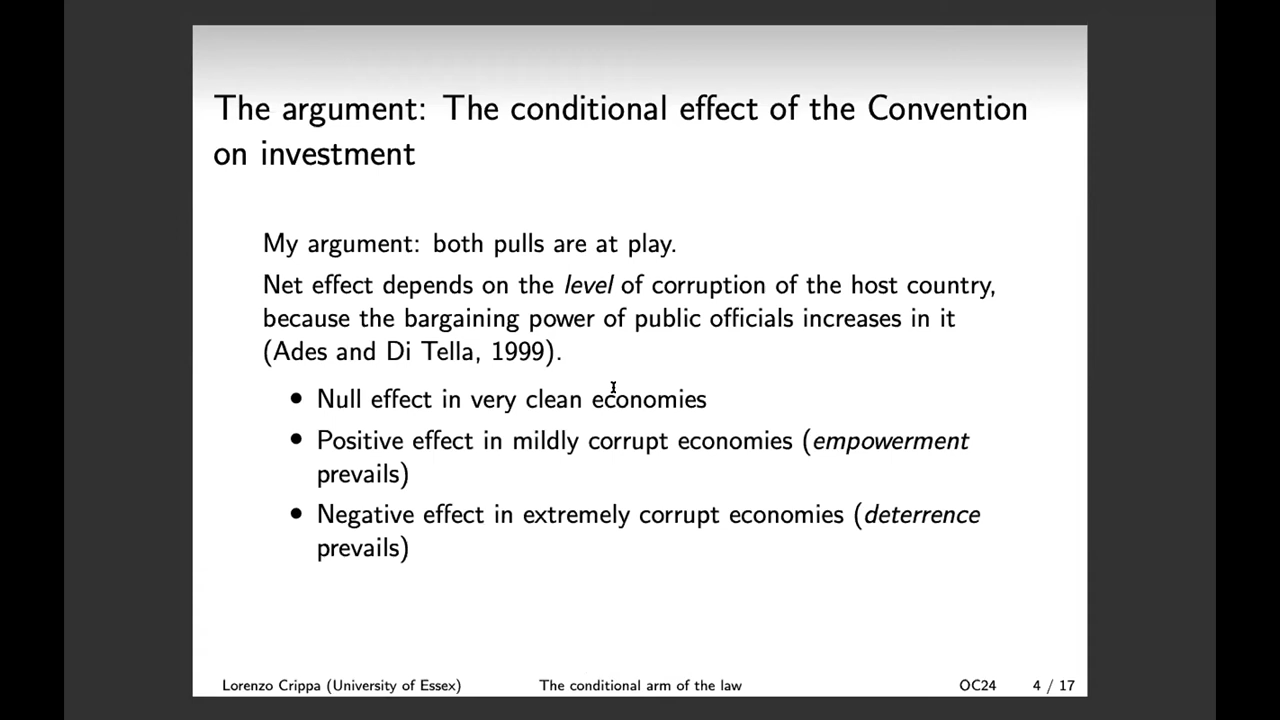 The argument: The conditional effect of the Convention
on investment
My argument: both pulls are at play.
Net effect depends on the level of corruption of the host country,
because the bargaining power of public officials increases in it
(Ades and Di Tella, 1999).
• Null effect in very clean economies
• Positive effect in mildly corrupt economies (empowerment
prevails)
• Negative effect in extremely corrupt economies (deterrence
prevails)
Lorenzo Crippa (University of Essex) The conditional arm of the law OC24 4 / 17